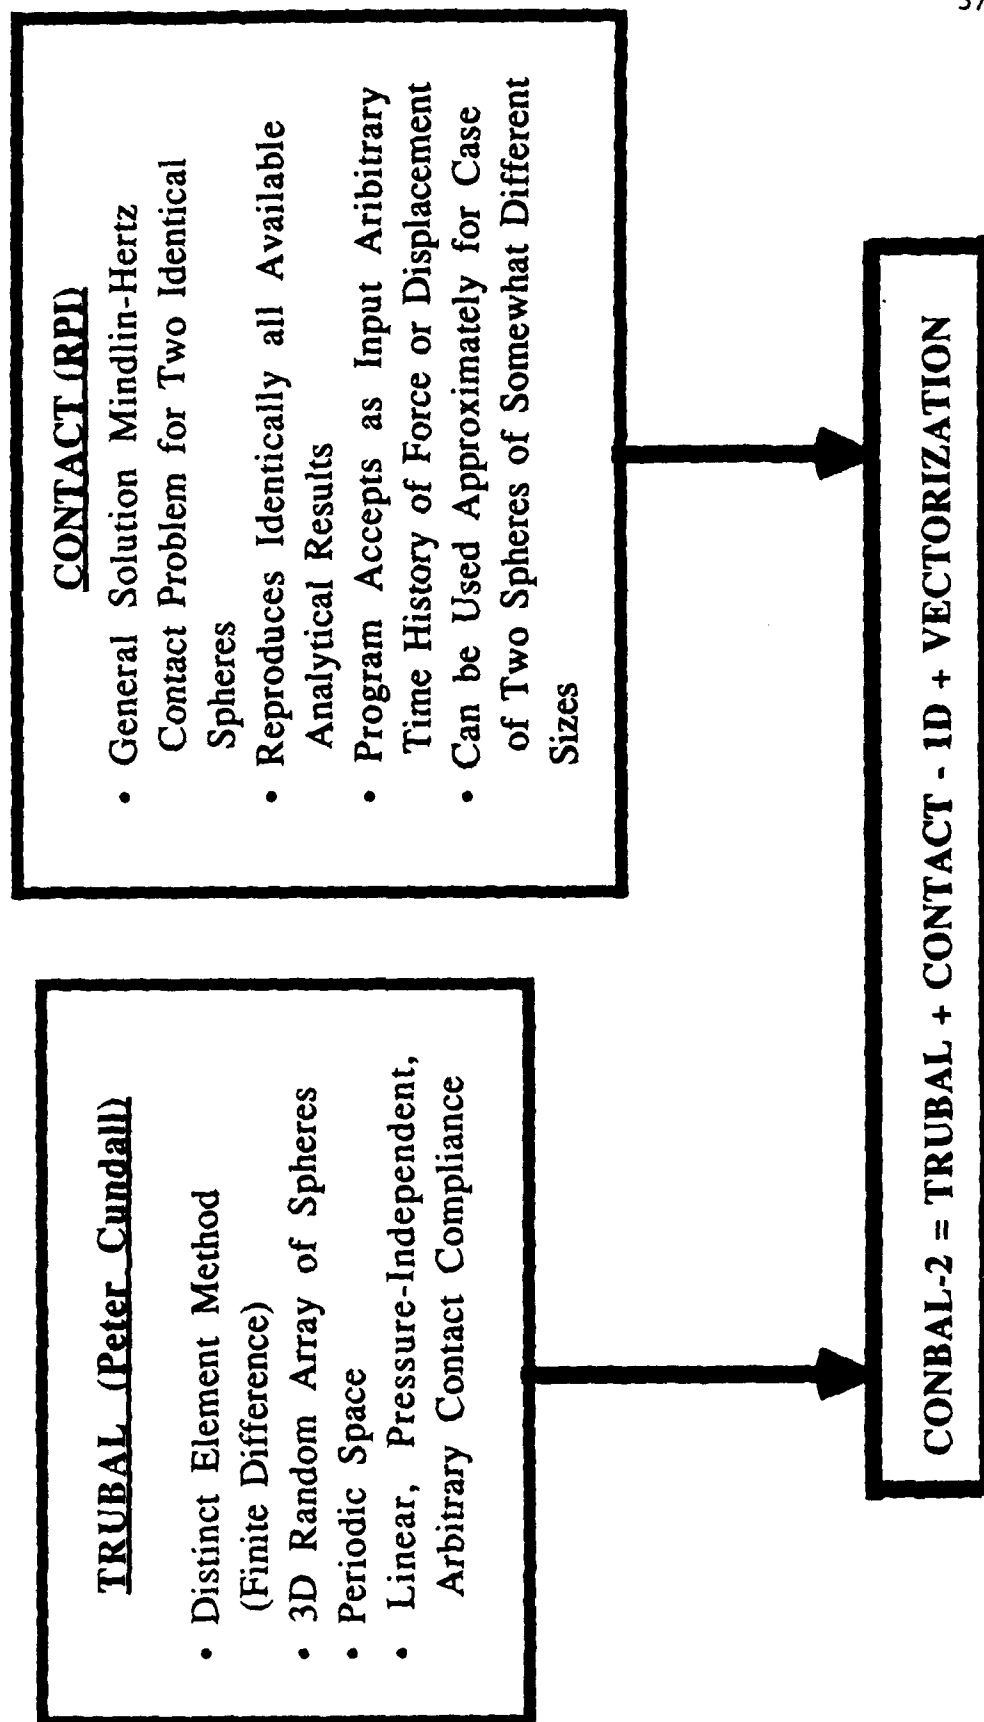 37
TRUBAL (Peter Cundall)
• Distinct Element Method
(Finite Difference)
• 3D Random Array of Spheres
• Periodic Space
• Linear, Pressure-Independent,
Arbitrary Contact Compliance
CONTACT (RPI)
• General Solution Mindlin-Hertz
Contact Problem for Two Identical
Spheres
• Reproduces Identically all Available
Analytical Results
• Program Accepts as Input Aribitrary
Time History of Force or Displacement
• Can be Used Approximately for Case
of Two Spheres of Somewhat Different
Sizes
CONBAL-2 = TRUBAL + CONTACT - 1D + VECTORIZATION